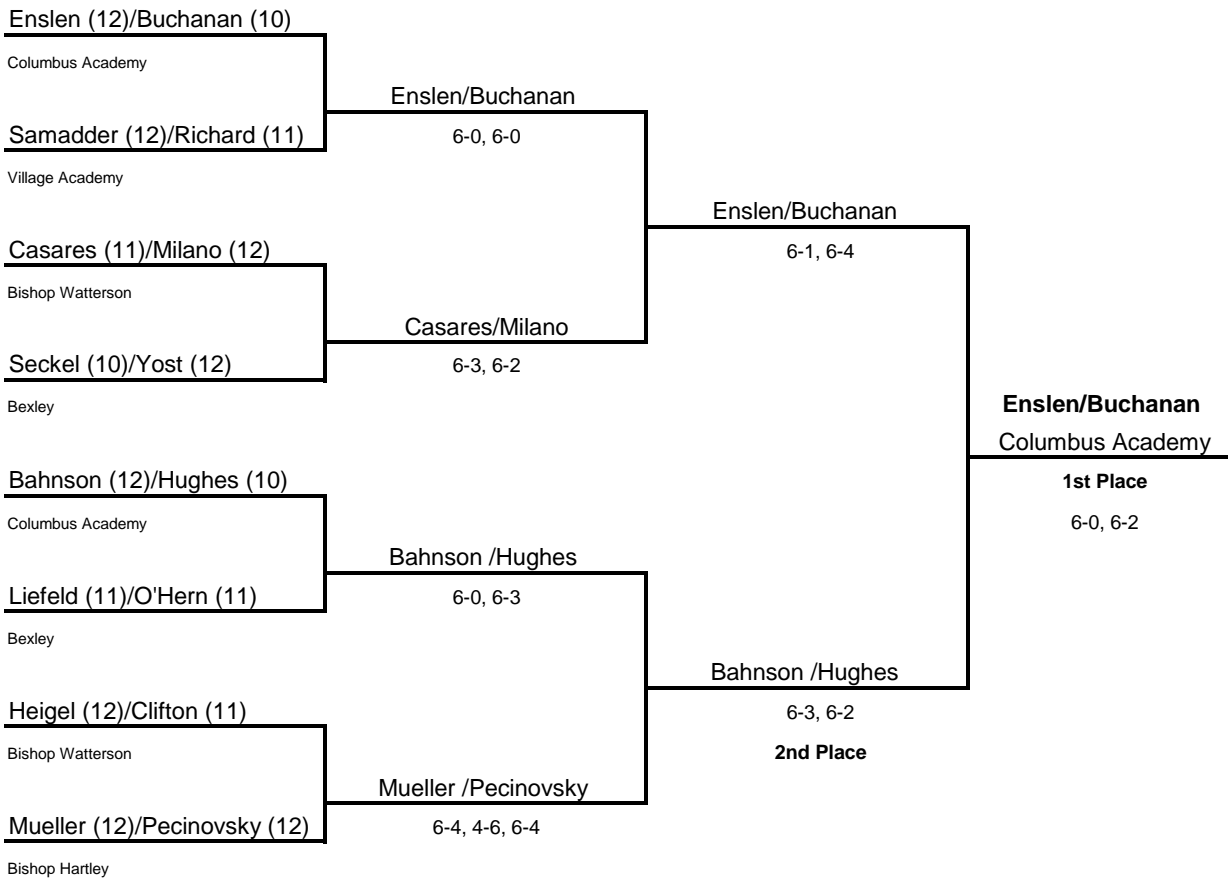 Enslen (12)/Buchanan (10)
Columbus Academy
Enslen/Buchanan
Samadder (12)/Richard (11)
6-0, 6-0
Village Academy
Enslen/Buchanan
Casares (11)/Milano (12)
6-1, 6-4
Bishop Watterson
Casares/Milano
Seckel (10)/Yost (12)
6-3, 6-2
Bexley
Enslen/Buchanan
Columbus Academy
Bahnson (12)/Hughes (10)
1st Place
Columbus Academy
6-0, 6-2
Bahnson /Hughes
Liefeld (11)/O'Hern (11)
6-0, 6-3
Bexley
Bahnson /Hughes
Heigel (12)/Clifton (11)
6-3, 6-2
Bishop Watterson
2nd Place
Mueller /Pecinovsky
Mueller (12)/Pecinovsky (12)
6-4, 4-6, 6-4
Bishop Hartley